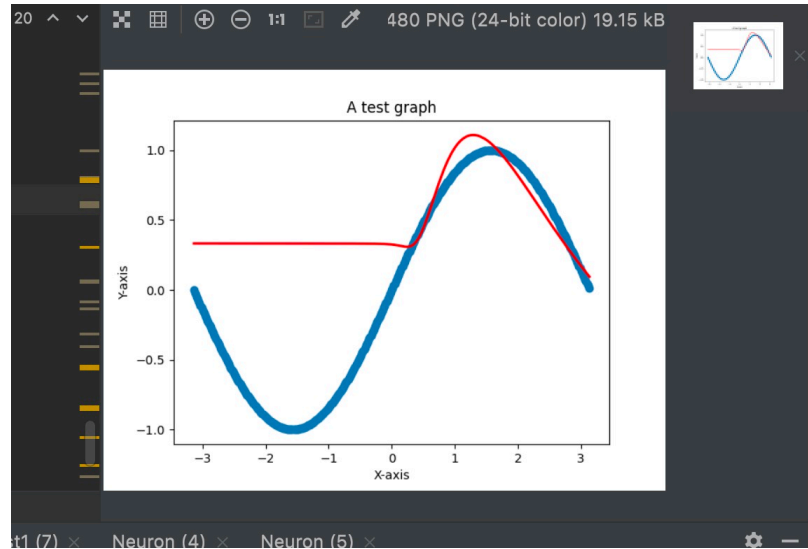 20
1:1
480 PNG (24-bit color) 19.15 kB
A test graph
1.0
0.5
0.0
−0.5
−1.0
Y-axis
−3 −2 −1 0 1 2 3
X-axis
st1 (7) × Neuron (4) × Neuron (5) ×